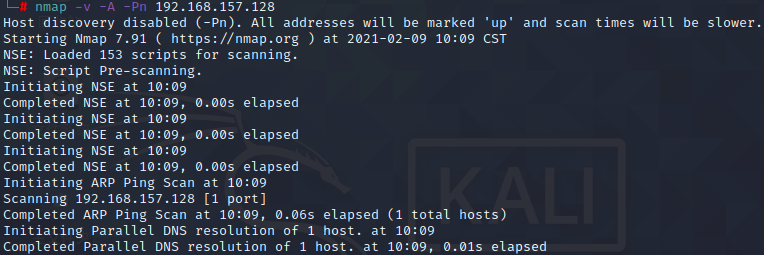 └─# nmap -v -A -Pn 192.168.157.128
Host discovery disabled (-Pn). All addresses will be marked 'up' and scan times will be slower.
Starting Nmap 7.91 ( https://nmap.org ) at 2021-02-09 10:09 CST
NSE: Loaded 153 scripts for scanning.
NSE: Script Pre-scanning.
Initiating NSE at 10:09
Completed NSE at 10:09, 0.00s elapsed
Initiating NSE at 10:09
Completed NSE at 10:09, 0.00s elapsed
Initiating NSE at 10:09
Completed NSE at 10:09, 0.00s elapsed
Initiating ARP Ping Scan at 10:09
Scanning 192.168.157.128 [1 port]
Completed ARP Ping Scan at 10:09, 0.06s elapsed (1 total hosts)
Initiating Parallel DNS resolution of 1 host. at 10:09
Completed Parallel DNS resolution of 1 host. at 10:09, 0.01s elapsed
KALI